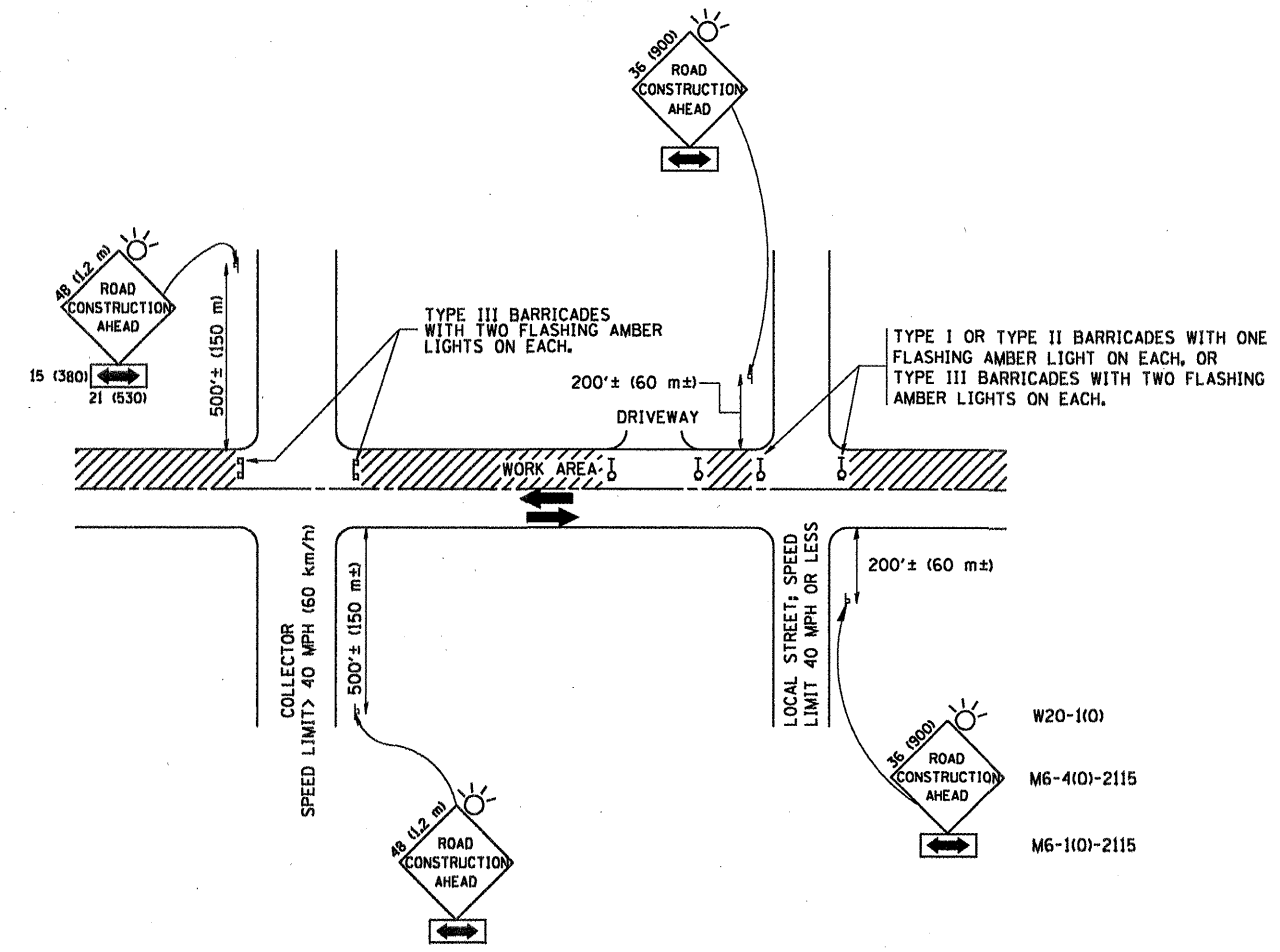 36 (900)
ROAD
CONSTRUCTION
AHEAD
48 (1.2 m)
ROAD
CONSTRUCTION
AHEAD
15 (380)
21 (530)
500'± (150 m)
TYPE III BARRICADES
WITH TWO FLASHING AMBER
LIGHTS ON EACH.
200'± (60 m±)
DRIVEWAY
TYPE I OR TYPE II BARRICADES WITH ONE
FLASHING AMBER LIGHT ON EACH, OR
TYPE III BARRICADES WITH TWO FLASHING
AMBER LIGHTS ON EACH.
WORK AREA
COLLECTOR
SPEED LIMIT> 40 MPH (60 km/h)
500'± (150 m±)
LOCAL STREET; SPEED
LIMIT 40 MPH OR LESS
200'± (60 m±)
36 (900)
ROAD
CONSTRUCTION
AHEAD
W20-1(O)
M6-4(O)-2115
M6-1(O)-2115
48 (1.2 m)
ROAD
CONSTRUCTION
AHEAD